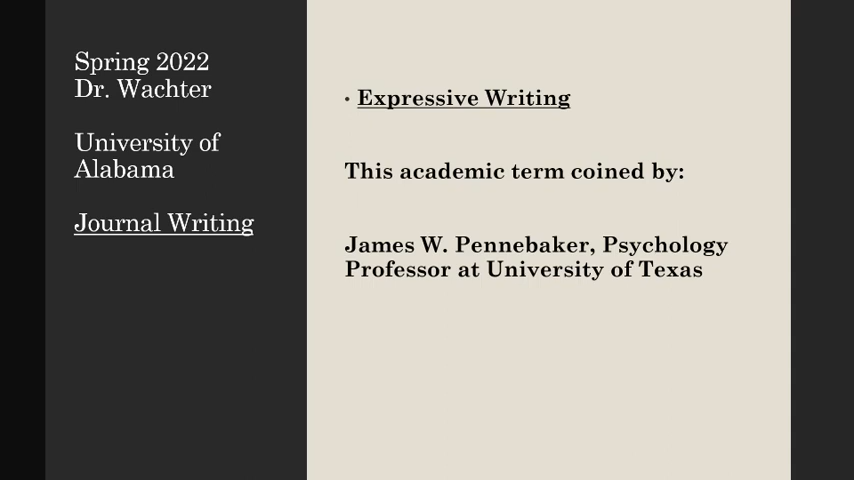 Spring 2022
Dr. Wachter
University of
Alabama
Journal Writing
• Expressive Writing
This academic term coined by:
James W. Pennebaker, Psychology
Professor at University of Texas